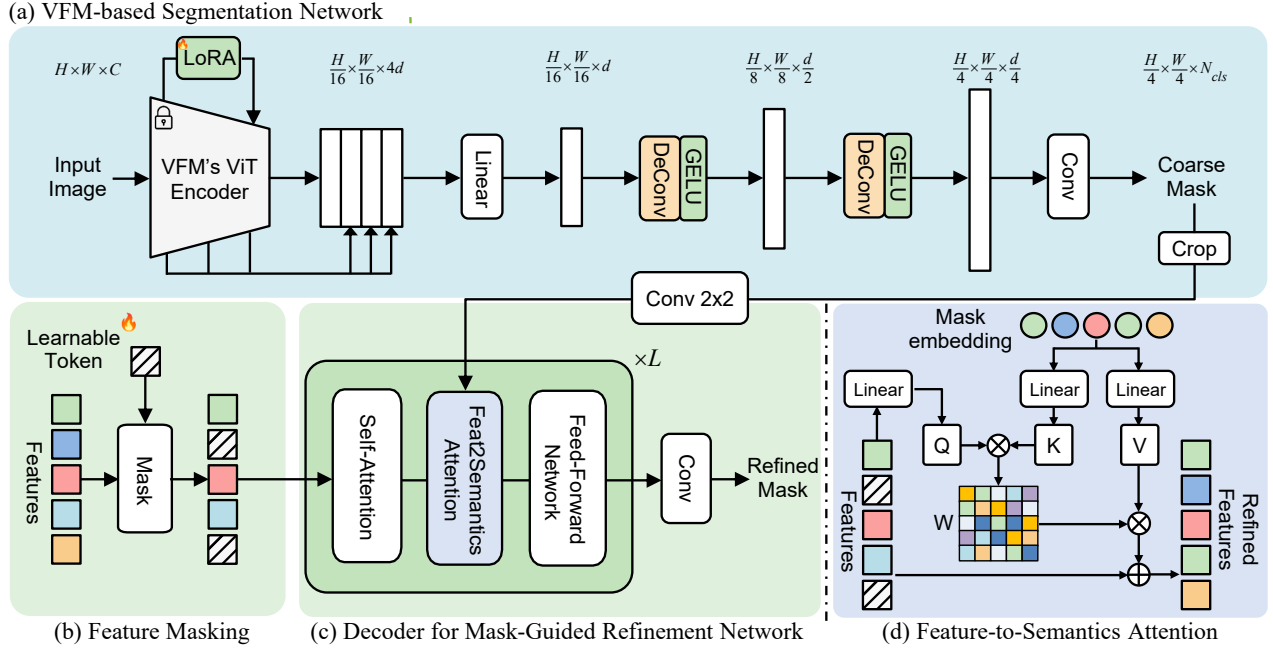 (a) VFM-based Segmentation Network
H×W×C
LoRA
H/16 × W/16 × 4d
H/16 × W/16 × d
H/8 × W/8 × d/2
H/4 × W/4 × d/4
H/4 × W/4 × N_cls
Input
Image
VFM's ViT
Encoder
Linear
DeConv
GELU
DeConv
GELU
Conv
Coarse
Mask
Crop
Conv 2x2
Learnable
Token
Features
Mask
×L
Self-Attention
Feat2Semantics
Attention
Feed-Forward
Network
Conv
Refined
Mask
Mask
embedding
Linear
Linear
Linear
Q
K
V
W
Features
Refined
Features
(b) Feature Masking
(c) Decoder for Mask-Guided Refinement Network
(d) Feature-to-Semantics Attention